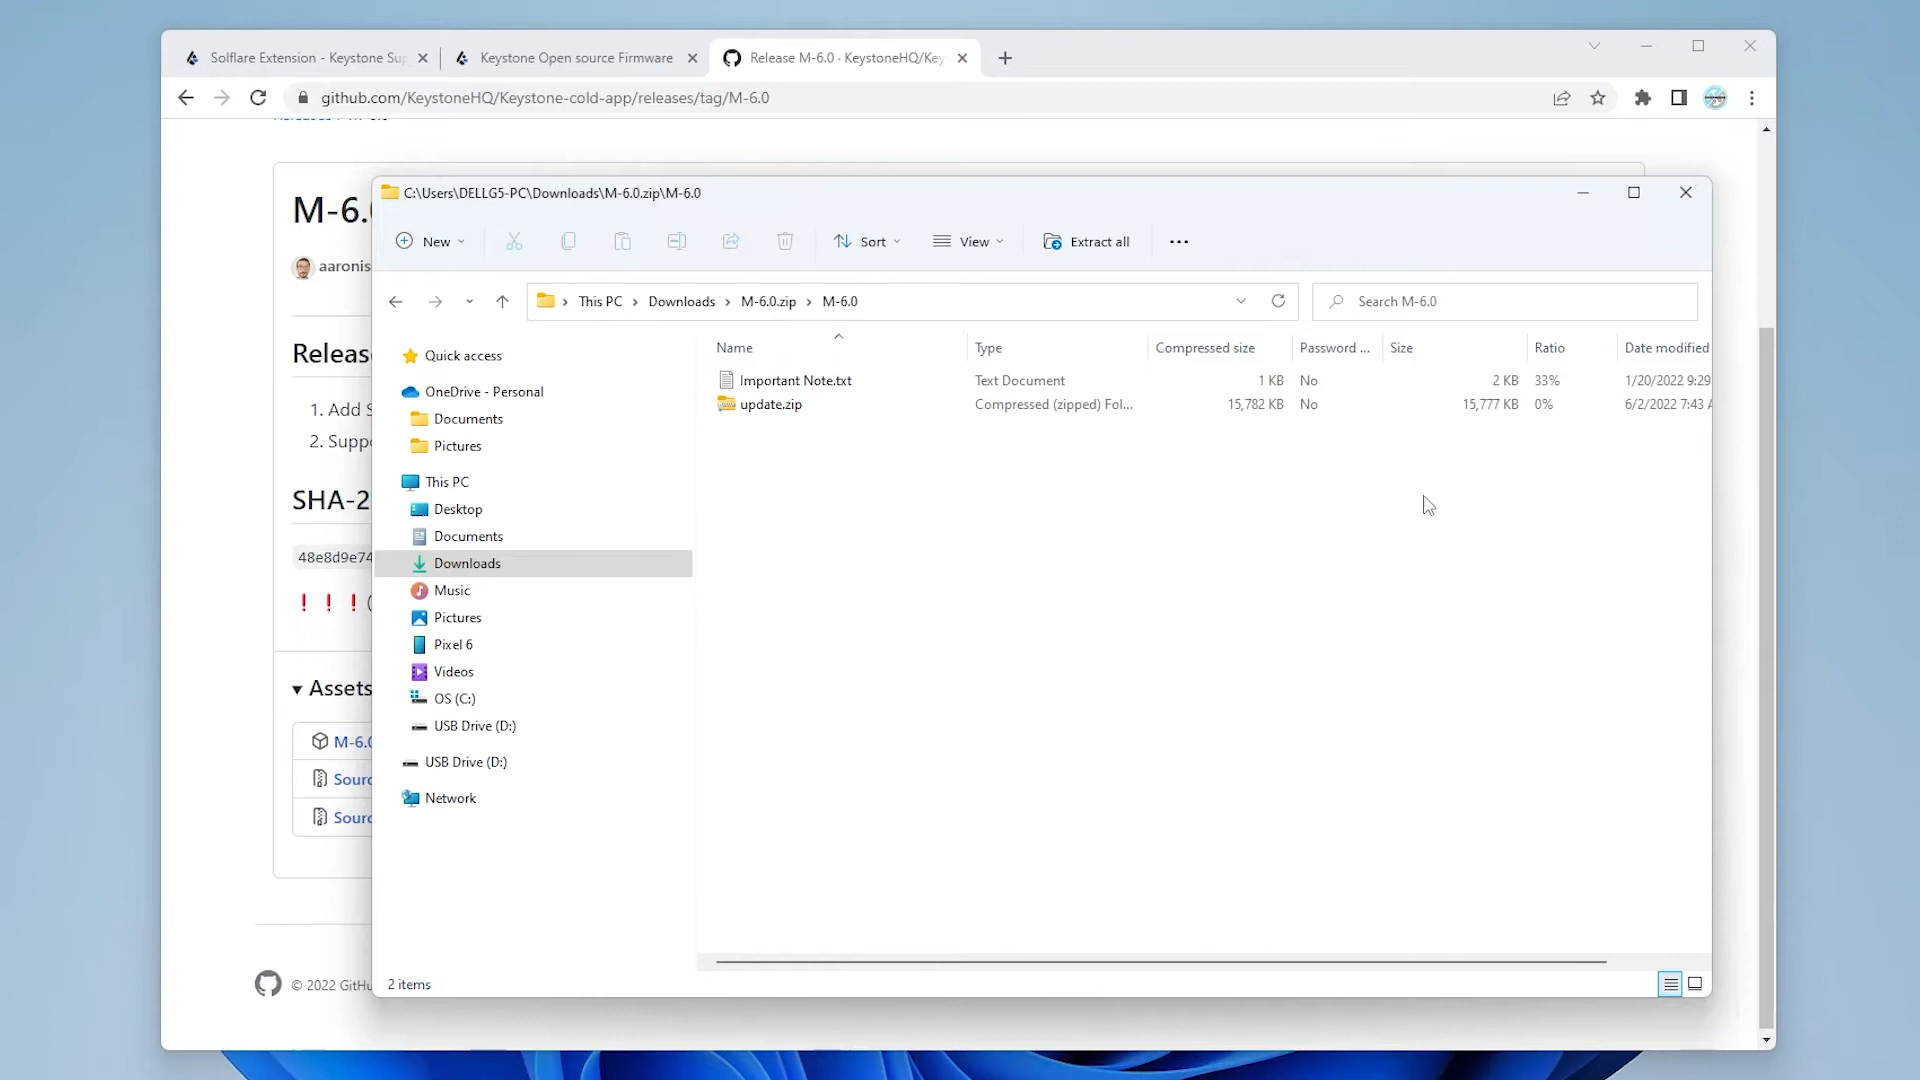 Solflare Extension - Keystone Sup
Keystone Open source Firmware
Release M-6.0 · KeystoneHQ/Key
github.com/KeystoneHQ/Keystone-cold-app/releases/tag/M-6.0
M-6.0
aaronis
Releas
1. Add S
2. Suppo
SHA-2
48e8d9e74
❗ ❗ ❗(
Assets
M-6.0
Sourc
Sourc
© 2022 GitHu
C:\Users\DELLG5-PC\Downloads\M-6.0.zip\M-6.0
New
Sort
View
Extract all
This PC > Downloads > M-6.0.zip > M-6.0
Search M-6.0
Quick access
OneDrive - Personal
Documents
Pictures
This PC
Desktop
Documents
Downloads
Music
Pictures
Pixel 6
Videos
OS (C:)
USB Drive (D:)
USB Drive (D:)
Network
Name Type Compressed size Password ... Size Ratio Date modified
Important Note.txt Text Document 1 KB No 2 KB 33% 1/20/2022 9:29
update.zip Compressed (zipped) Fol... 15,782 KB No 15,777 KB 0% 6/2/2022 7:43 A
2 items